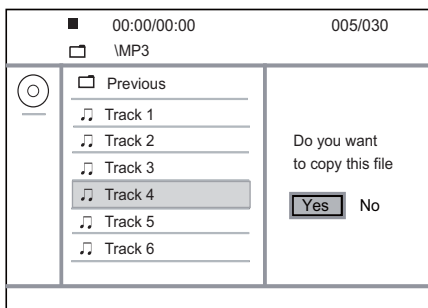 00:00/00:00 005/030
\MP3
Previous
Track 1
Track 2
Track 3
Track 4
Track 5
Track 6
Do you want
to copy this file
Yes No